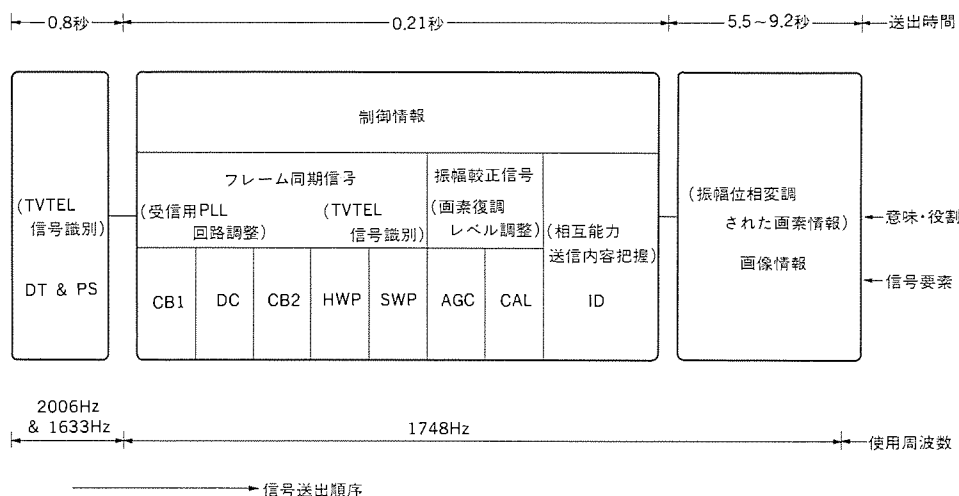 0.8秒 0.21秒 5.5~9.2秒 送出時間
制御情報
フレーム同期信号 振幅較正信号
(TVTEL
信号識別)
(受信用PLL
回路調整)
(TVTEL
信号識別)
(画素復調
レベル調整)
(相互能力
送信内容把握)
(振幅位相変調
された画素情報)
画像情報
意味・役割
信号要素
DT & PS CB1 DC CB2 HWP SWP AGC CAL ID
2006Hz
& 1633Hz
1748Hz
使用周波数
信号送出順序